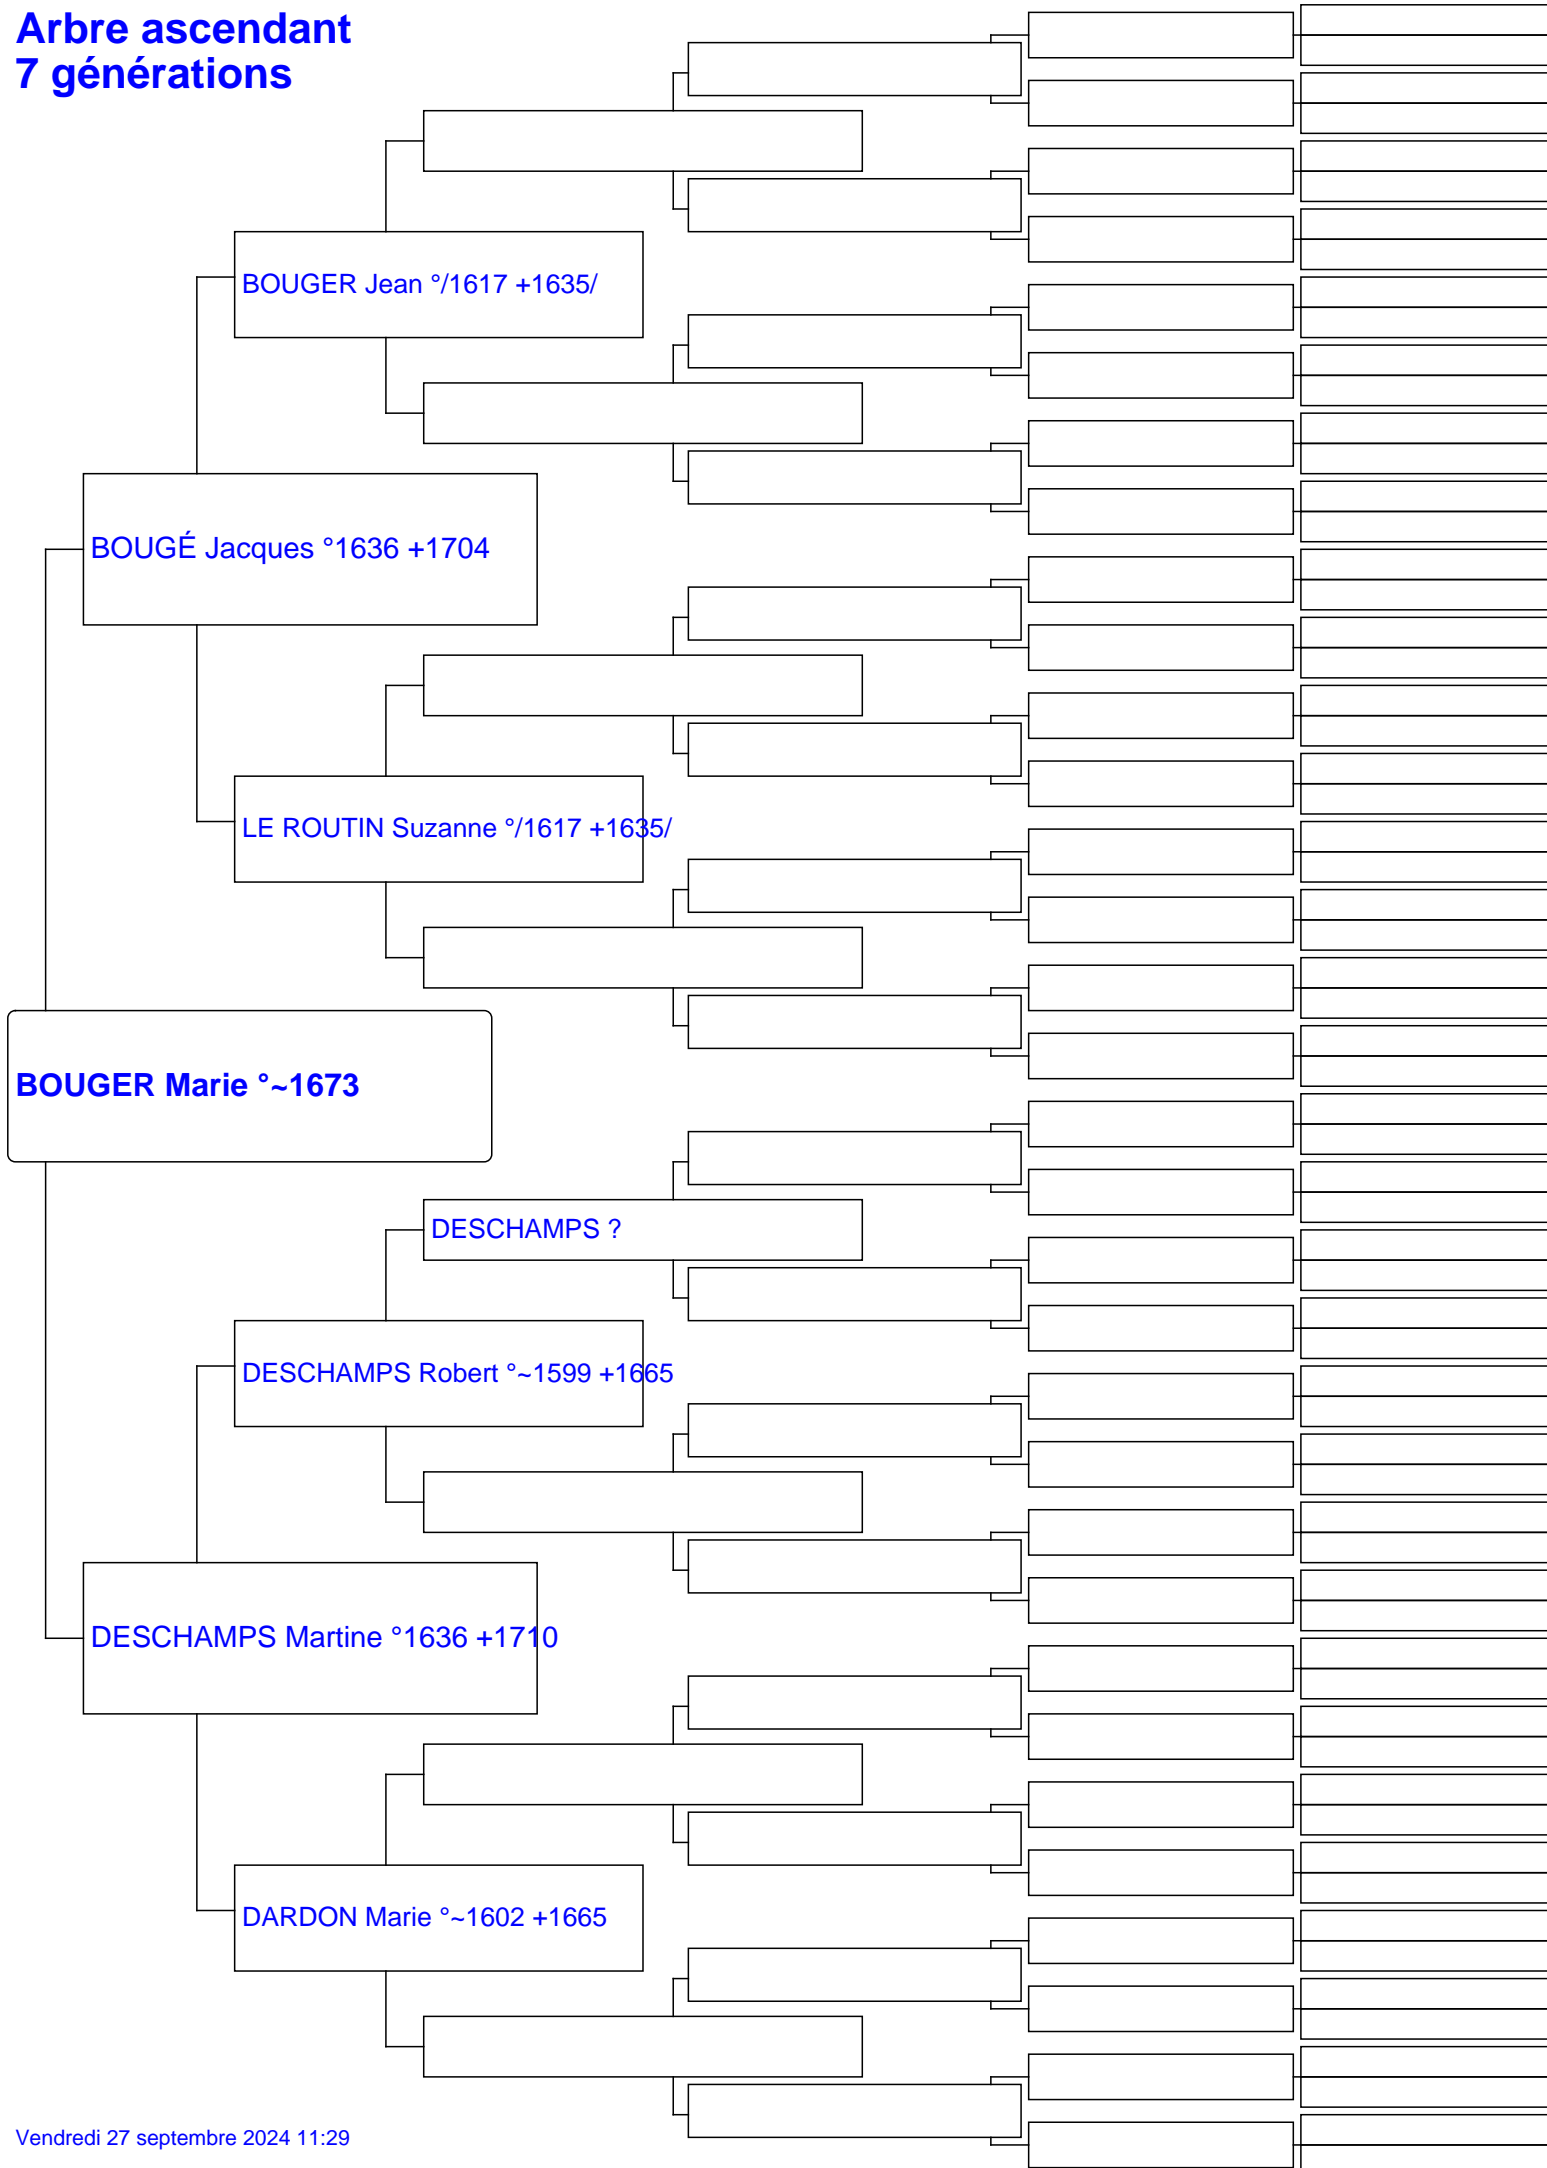 Arbre ascendant
7 générations
BOUGER Jean °/1617 +1635/
BOUGÉ Jacques °1636 +1704
LE ROUTIN Suzanne °/1617 +1635/
BOUGER Marie °~1673
DESCHAMPS ?
DESCHAMPS Robert °~1599 +1665
DESCHAMPS Martine °1636 +1710
DARDON Marie °~1602 +1665
Vendredi 27 septembre 2024 11:29